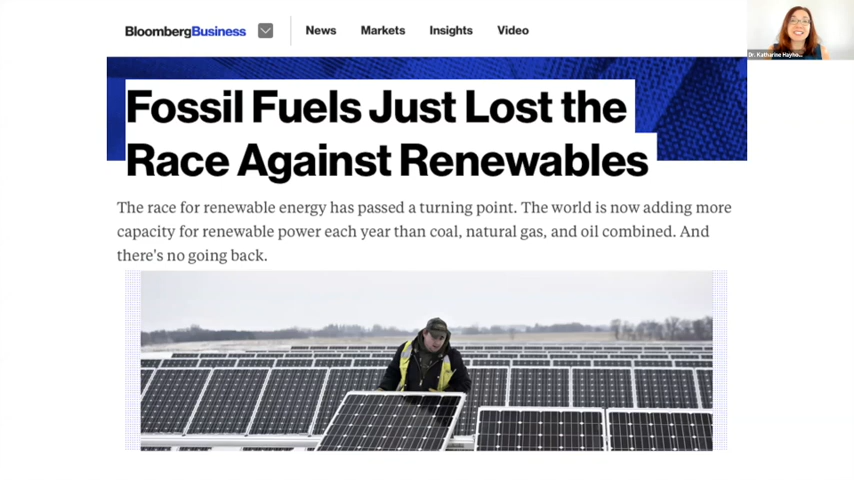 BloombergBusiness
News
Markets
Insights
Video
Dr. Katharine Hayho...
Fossil Fuels Just Lost the
Race Against Renewables
The race for renewable energy has passed a turning point. The world is now adding more
capacity for renewable power each year than coal, natural gas, and oil combined. And
there's no going back.